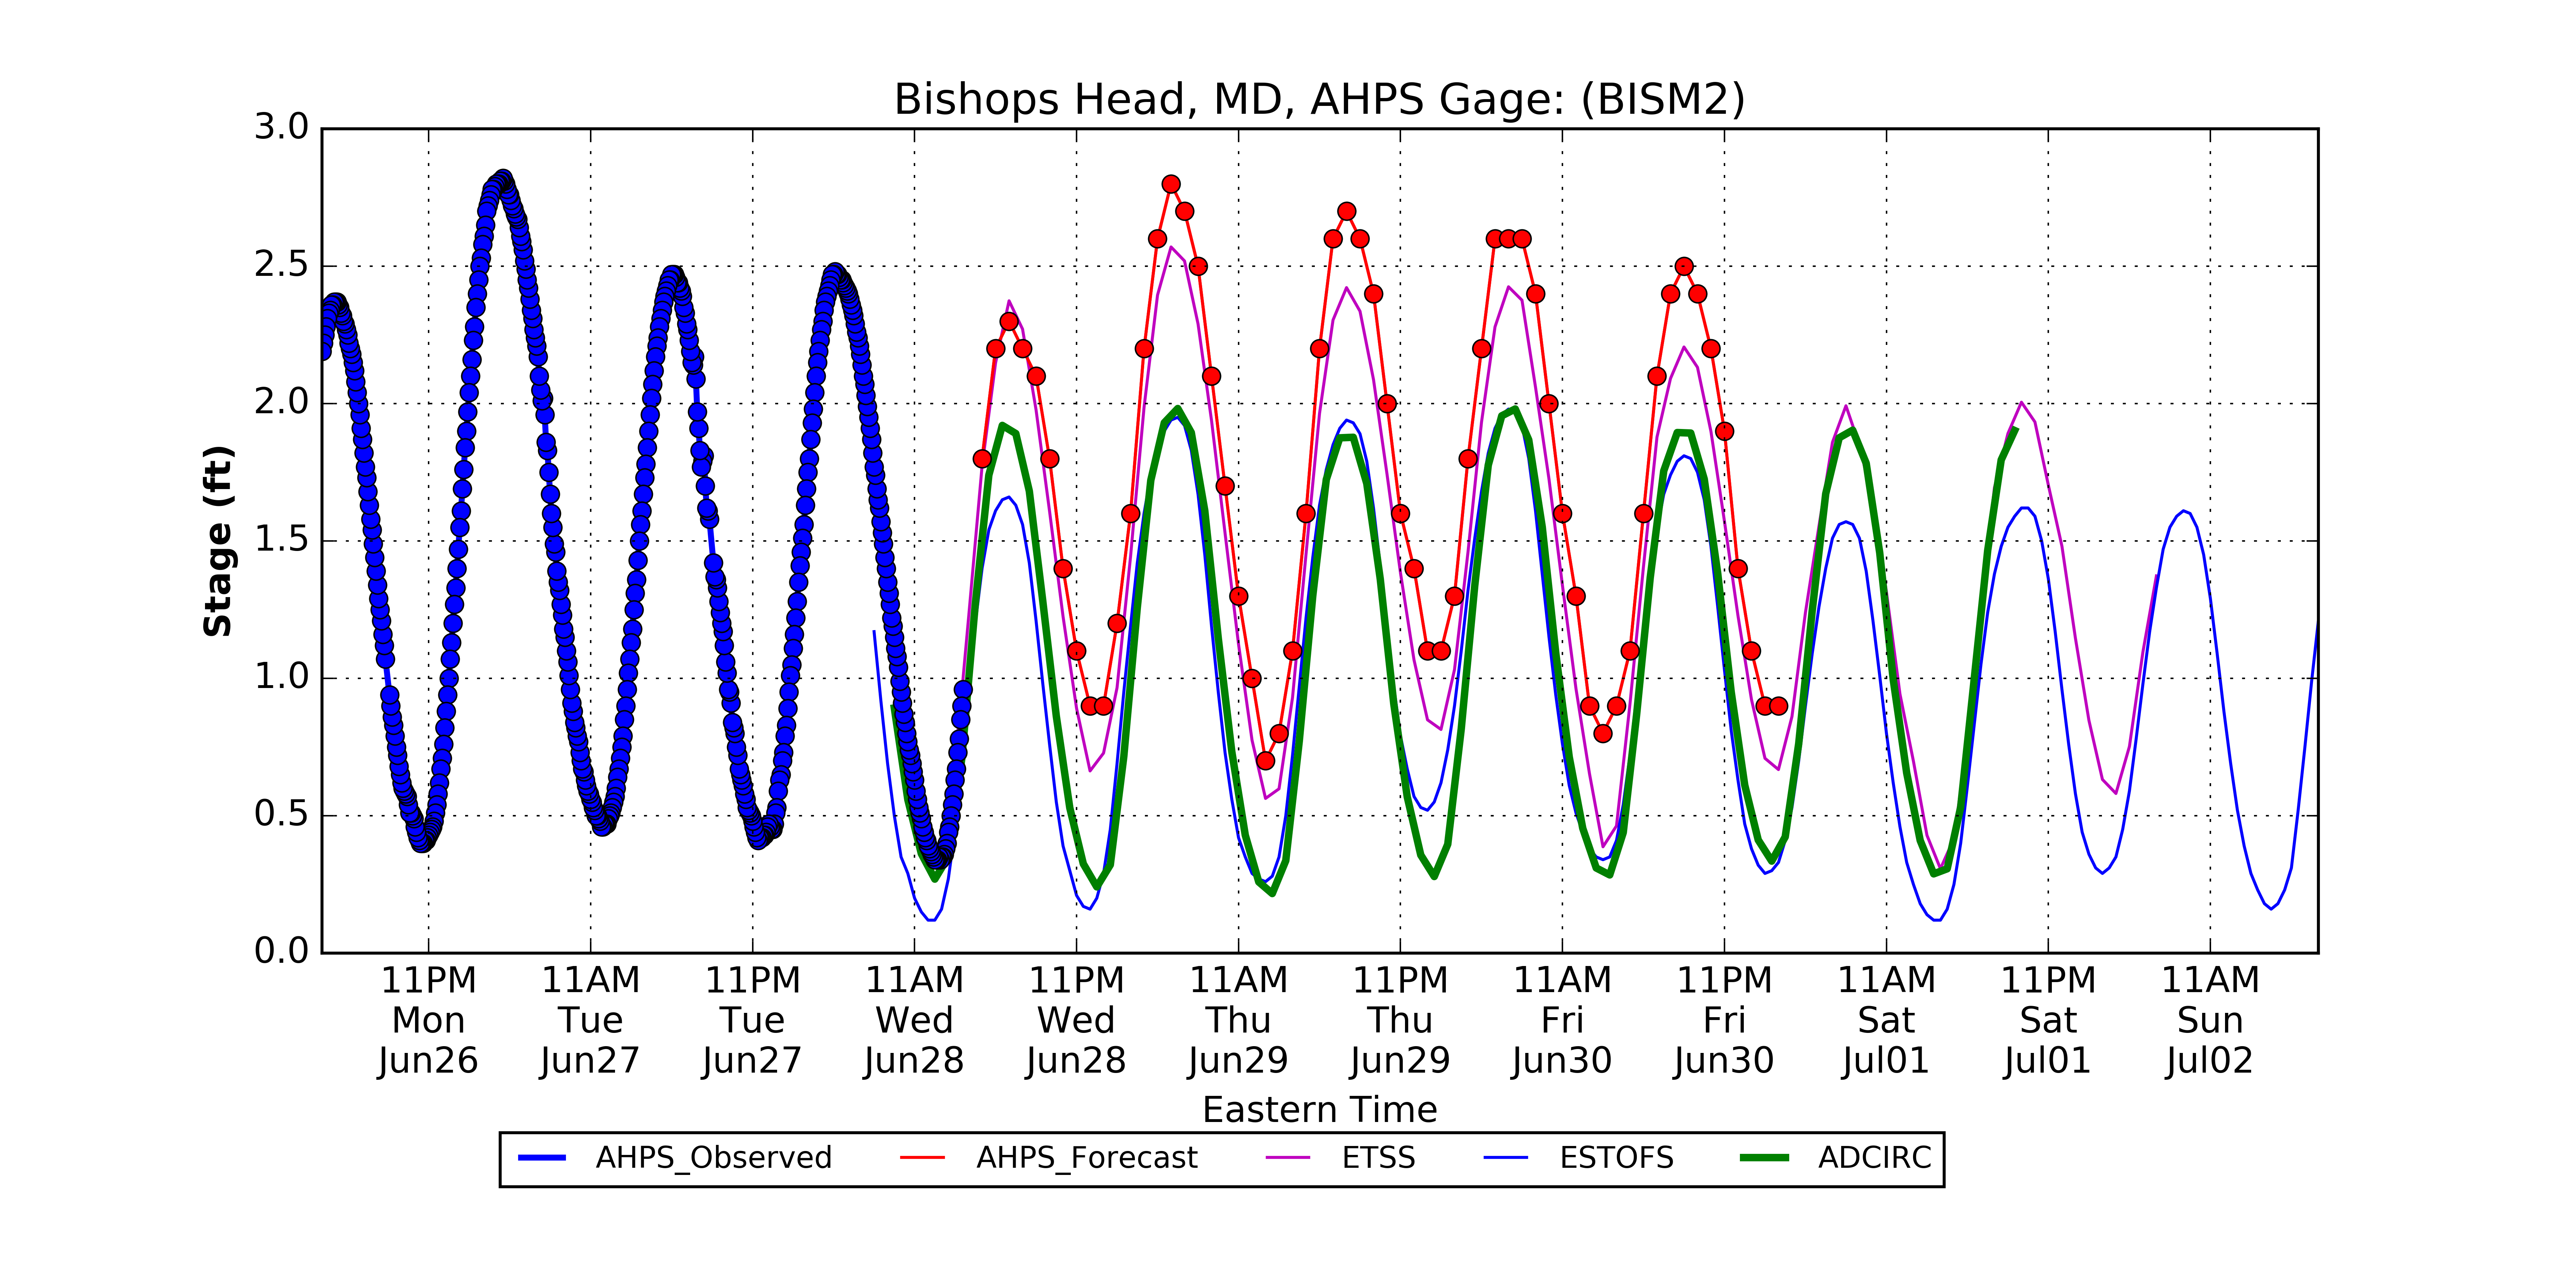 Bishops Head, MD, AHPS Gage: (BISM2)
3.0
2.5
2.0
1.5
1.0
0.5
0.0
Stage (ft)
11PM 11AM 11PM 11AM 11PM 11AM 11PM 11AM 11PM 11AM 11PM 11AM
Mon Tue Tue Wed Wed Thu Thu Fri Fri Sat Sat Sun
Jun26 Jun27 Jun27 Jun28 Jun28 Jun29 Jun29 Jun30 Jun30 Jul01 Jul01 Jul02
Eastern Time
AHPS_Observed AHPS_Forecast ETSS ESTOFS ADCIRC